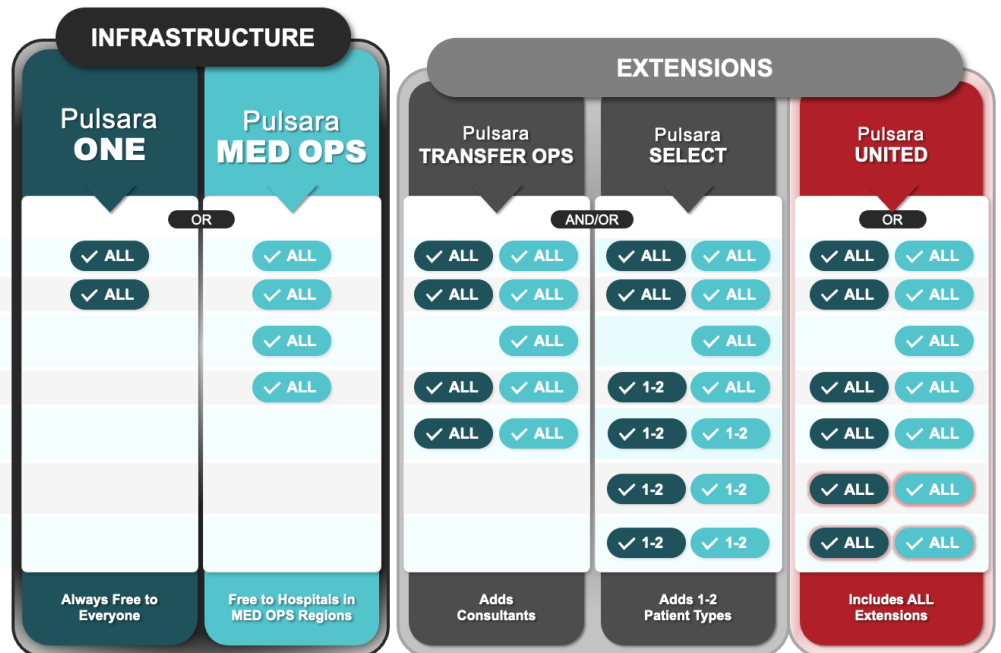 INFRASTRUCTURE
EXTENSIONS
Pulsara
ONE
Pulsara
MED OPS
Pulsara
TRANSFER OPS
Pulsara
SELECT
Pulsara
UNITED
OR
AND/OR
OR
ALL ALL ALL ALL ALL ALL ALL ALL
ALL ALL ALL ALL ALL ALL ALL ALL
ALL ALL ALL ALL
ALL ALL ALL 1-2 ALL ALL ALL
ALL ALL 1-2 1-2 ALL ALL
1-2 1-2 ALL ALL
1-2 1-2 ALL ALL
Always Free to
Everyone
Free to Hospitals in
MED OPS Regions
Adds
Consultants
Adds 1-2
Patient Types
Includes ALL
Extensions